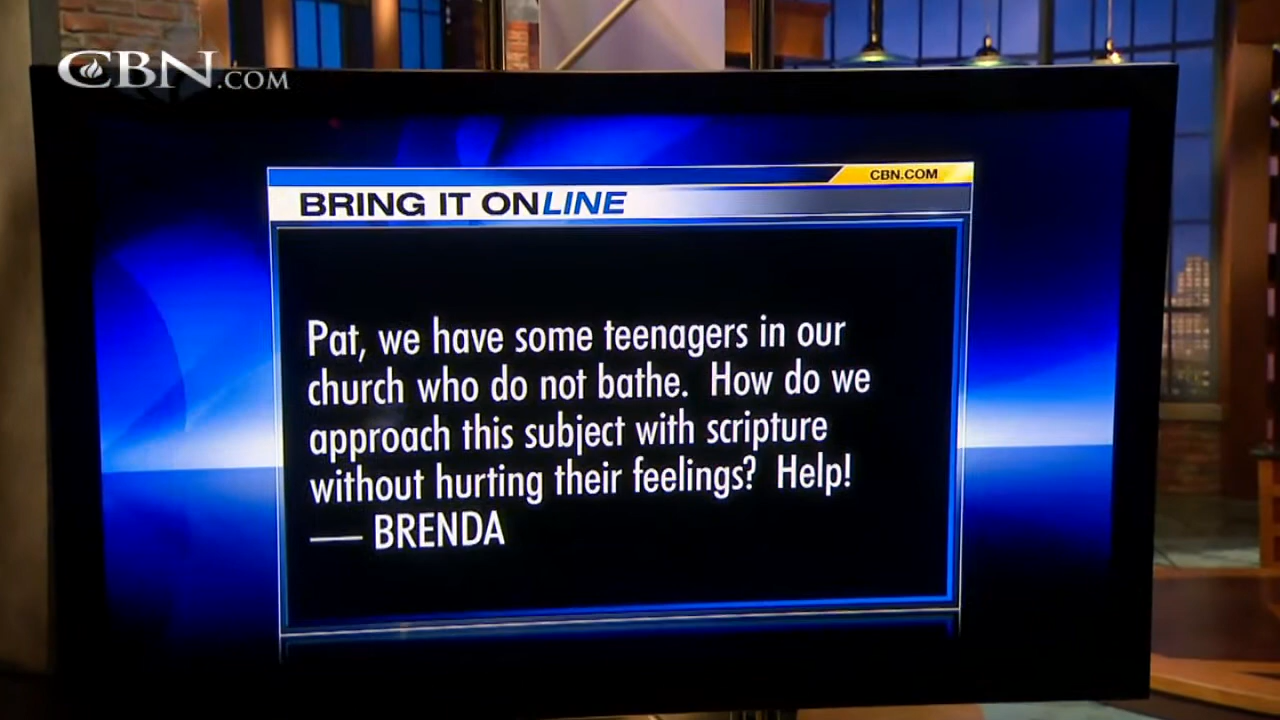 CBN.COM
CBN.COM
BRING IT ONLINE
Pat, we have some teenagers in our
church who do not bathe.  How do we
approach this subject with scripture
without hurting their feelings?  Help!
— BRENDA